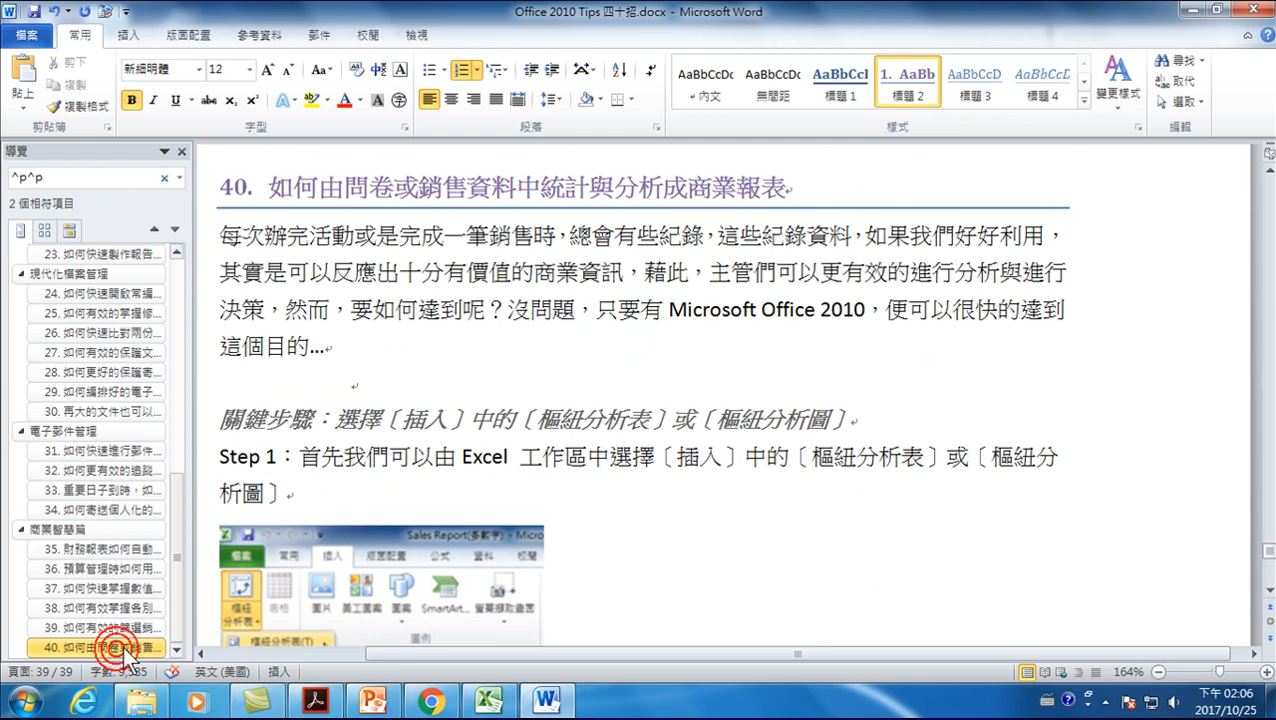 Office 2010 Tips 四十招.docx - Microsoft Word
檔案 常用 插入 版面配置 參考資料 郵件 校閱 檢視
貼上 剪下 複製 複製格式 剪貼簿
新細明體 12 字型
段落
AaBbCcDc 內文 AaBbCcDc 無間距 AaBbCcl 標題 1 1. AaBb 標題 2 AaBbCcD 標題 3 AaBbCcD 標題 4 變更樣式 樣式
尋找 取代 選取 編輯
導覽
^p^p
2 個相符項目
23. 如何快速製作報告...
現代化檔案管理
24. 如何快速開啟常編...
25. 如何有效的掌握修...
26. 如何快速比對兩份...
27. 如何有效的保護文...
28. 如何更好的保護寄...
29. 如何編排好的電子...
30. 再大的文件也可以...
電子郵件管理
31. 如何快速進行郵件...
32. 如何更有效的追蹤...
33. 重要日子到時，如...
34. 如何寄送個人化的...
商業智慧篇
35. 財務報表如何自動...
36. 預算管理時如何用...
37. 如何快速掌握數值...
38. 如何有效掌握各別...
39. 如何有效的篩選銷...
40. 如何由問卷或銷售...
40. 如何由問卷或銷售資料中統計與分析成商業報表
每次辦完活動或是完成一筆銷售時，總會有些紀錄，這些紀錄資料，如果我們好好利用，
其實是可以反應出十分有價值的商業資訊，藉此，主管們可以更有效的進行分析與進行
決策，然而，要如何達到呢？沒問題，只要有 Microsoft Office 2010，便可以很快的達到
這個目的...
關鍵步驟：選擇〔插入〕中的〔樞紐分析表〕或〔樞紐分析圖〕
Step 1：首先我們可以由 Excel 工作區中選擇〔插入〕中的〔樞紐分析表〕或〔樞紐分
析圖〕
Sales Report(多數字) - Micro
檔案 常用 插入 版面配置 公式 資料 校閱
樞紐分析表 表格 圖片 美工圖案 圖案 SmartArt... 螢幕擷取畫面
圖例
樞紐分析表(T)
頁面: 39 / 39 英文 (美國) 插入 164%
下午 02:06
2017/10/25